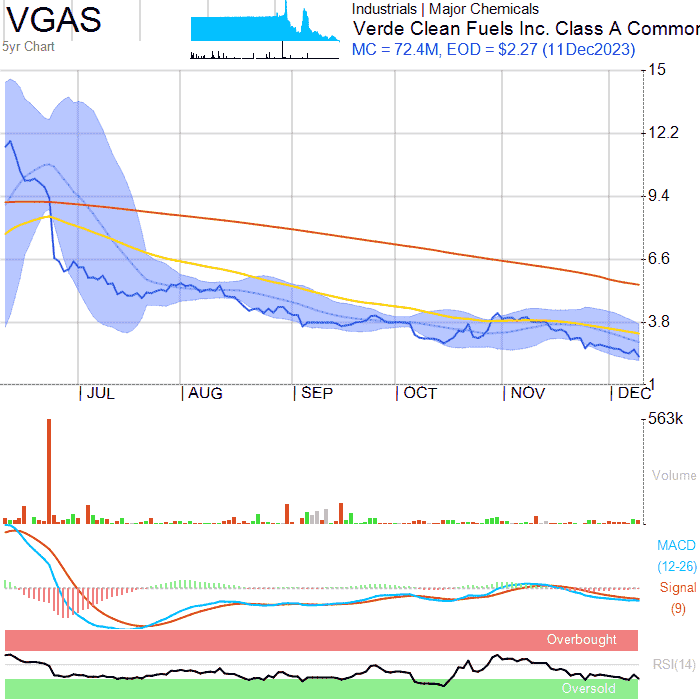 VGAS
5yr Chart
Industrials | Major Chemicals
Verde Clean Fuels Inc. Class A Common
MC = 72.4M, EOD = $2.27 (11Dec2023)
15
12.2
9.4
6.6
3.8
1
JUL AUG SEP OCT NOV DEC
563k
Volume
MACD
(12-26)
Signal
(9)
Overbought
RSI(14)
Oversold